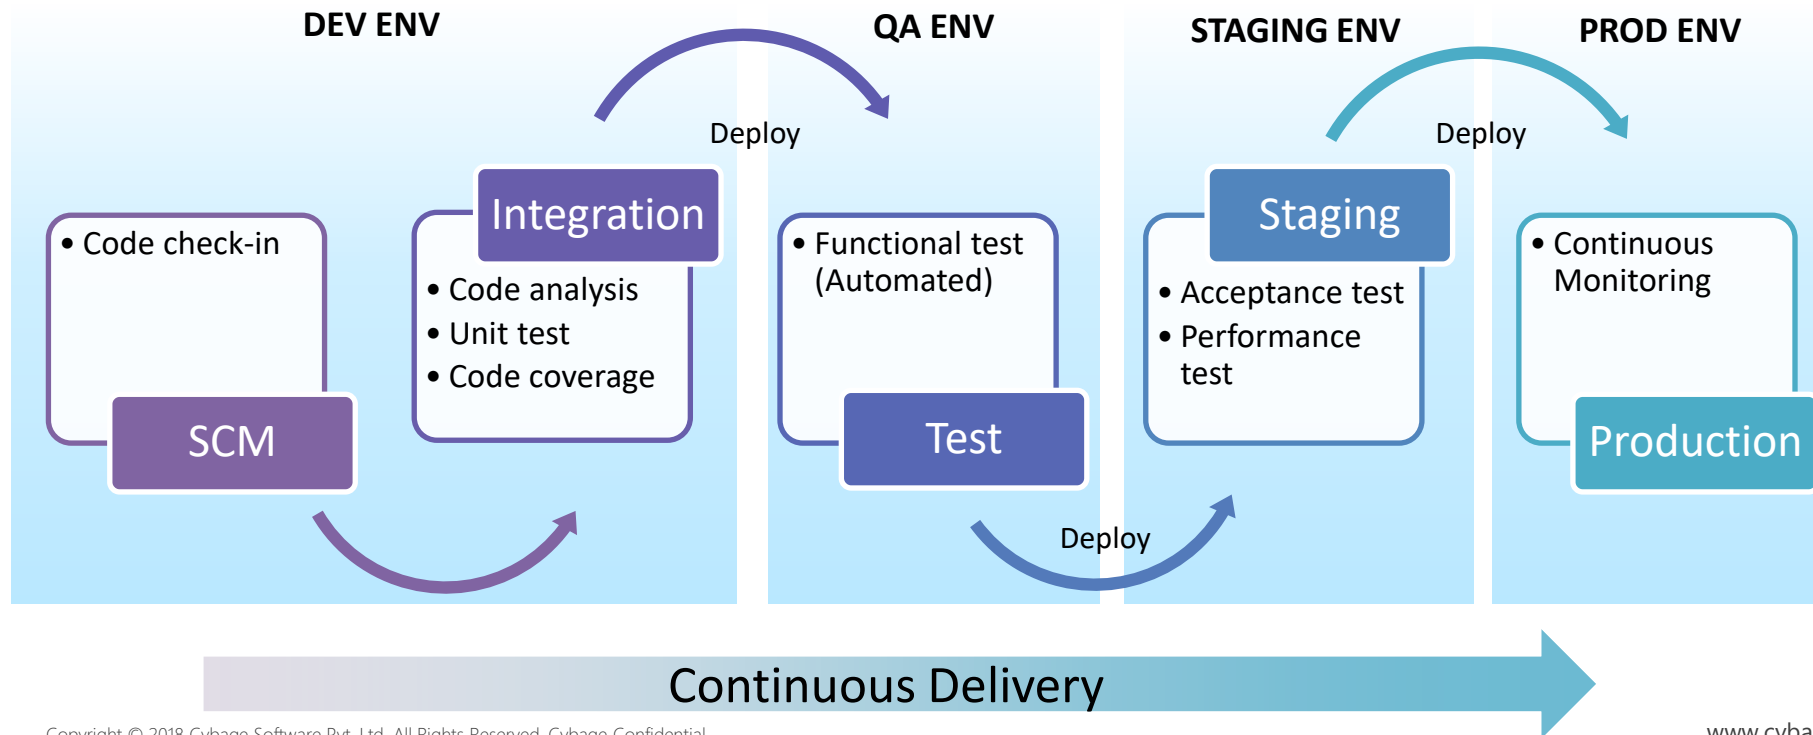 DEV ENV
QA ENV
STAGING ENV
PROD ENV
Deploy
Deploy
• Code check-in
SCM
Integration
• Code analysis
• Unit test
• Code coverage
• Functional test
(Automated)
Test
Deploy
Staging
• Acceptance test
• Performance
test
• Continuous
Monitoring
Production
Continuous Delivery
Copyright © 2018 Cybage Software Pvt. Ltd. All Rights Reserved. Cybage Confidential.
www.cyba